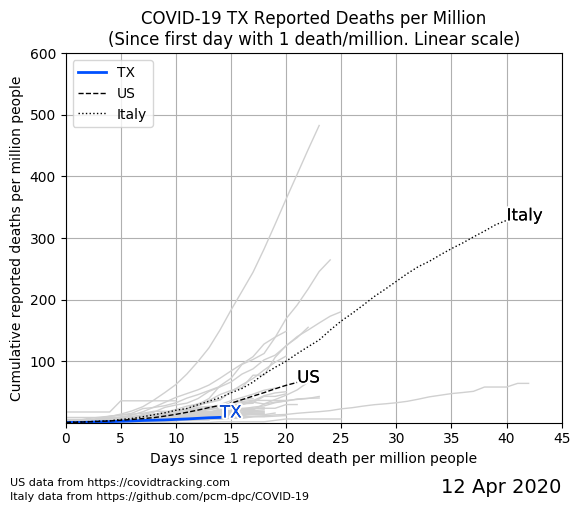 COVID-19 TX Reported Deaths per Million
(Since first day with 1 death/million. Linear scale)
Cumulative reported deaths per million people
600
500
400
300
200
100
TX
US
Italy
Italy
US
TX
0 5 10 15 20 25 30 35 40 45
Days since 1 reported death per million people
US data from https://covidtracking.com
Italy data from https://github.com/pcm-dpc/COVID-19
12 Apr 2020